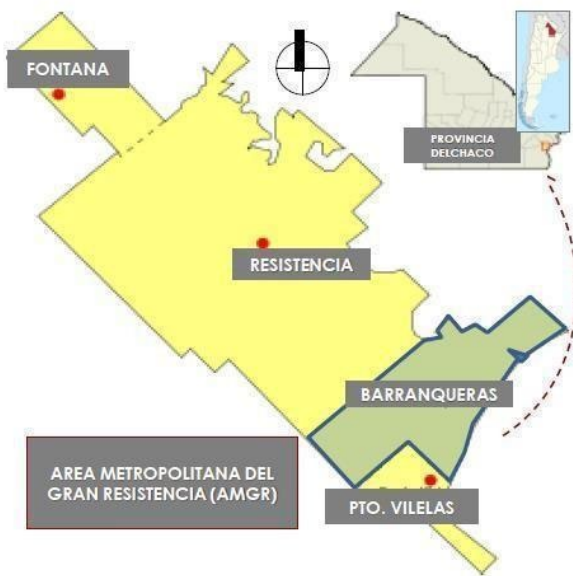 FONTANA
PROVINCIA
DELCHACO
RESISTENCIA
BARRANQUERAS
AREA METROPOLITANA DEL
GRAN RESISTENCIA (AMGR)
PTO. VILELAS